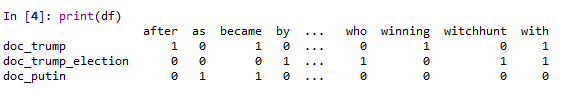 In [4]: print(df)
after as became by ... who winning witchhunt with
doc_trump 1 0 1 0 ... 0 1 0 1
doc_trump_election 0 0 0 1 ... 1 0 1 1
doc_putin 0 1 1 0 ... 0 0 0 0